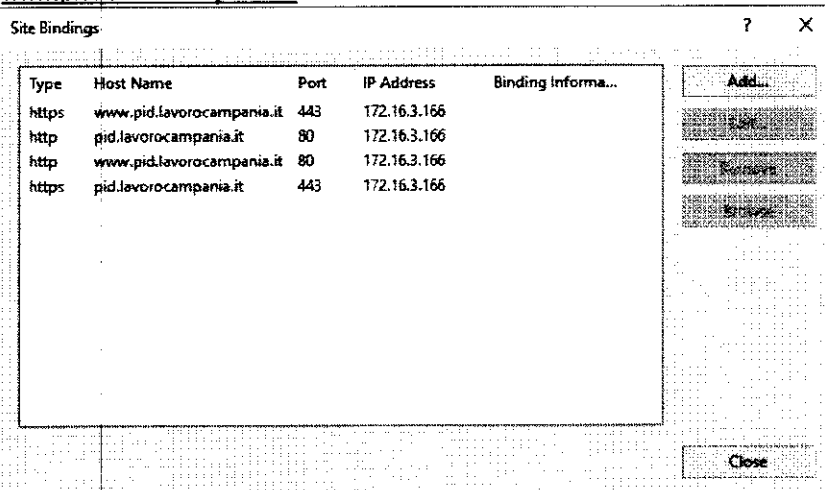 Site Bindings ? X
Type Host Name Port IP Address Binding Informa... Add...
https www.pid.lavorocampania.it 443 172.16.3.166
http pid.lavorocampania.it 80 172.16.3.166
http www.pid.lavorocampania.it 80 172.16.3.166 Remove
https pid.lavorocampania.it 443 172.16.3.166
Close